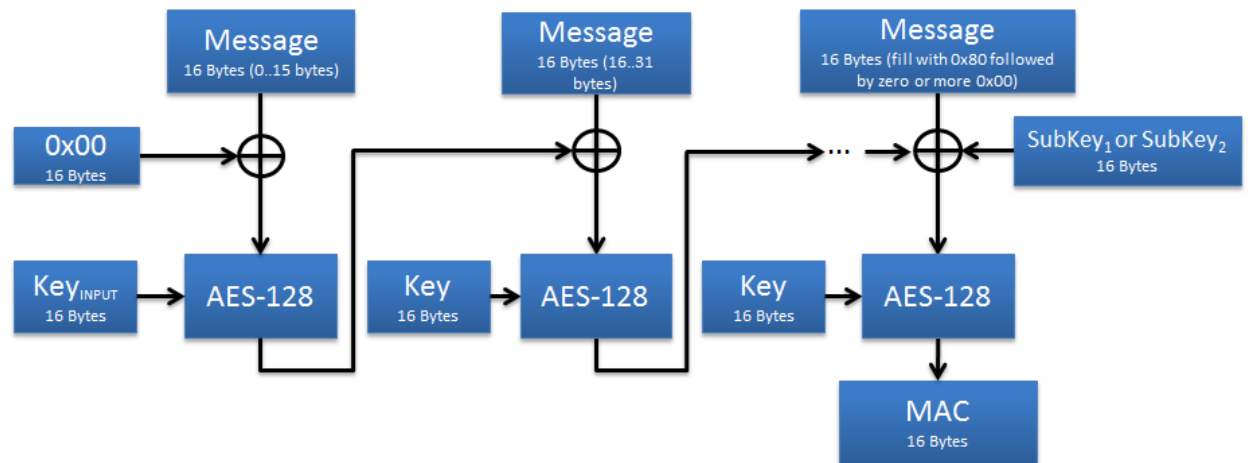 Message
16 Bytes (0..15 bytes)
Message
16 Bytes (16..31
bytes)
Message
16 Bytes (fill with 0x80 followed
by zero or more 0x00)
0x00
16 Bytes
...
SubKey₁ or SubKey₂
16 Bytes
Key INPUT
16 Bytes
AES-128
Key
16 Bytes
AES-128
Key
16 Bytes
AES-128
MAC
16 Bytes